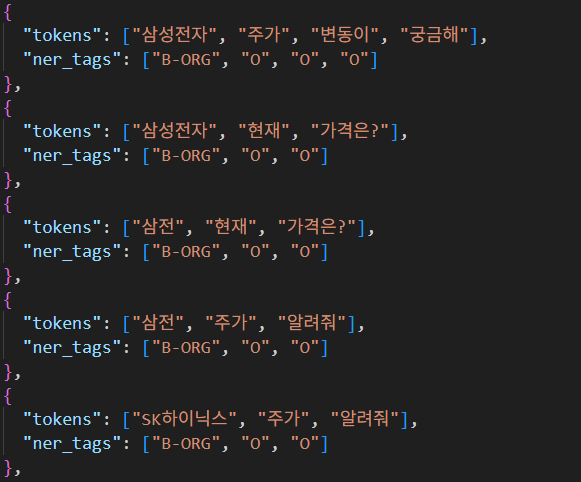 {
"tokens": ["삼성전자", "주가", "변동이", "궁금해"],
"ner_tags": ["B-ORG", "O", "O", "O"]
},
{
"tokens": ["삼성전자", "현재", "가격은?"],
"ner_tags": ["B-ORG", "O", "O"]
},
{
"tokens": ["삼전", "현재", "가격은?"],
"ner_tags": ["B-ORG", "O", "O"]
},
{
"tokens": ["삼전", "주가", "알려줘"],
"ner_tags": ["B-ORG", "O", "O"]
},
{
"tokens": ["SK하이닉스", "주가", "알려줘"],
"ner_tags": ["B-ORG", "O", "O"]
},